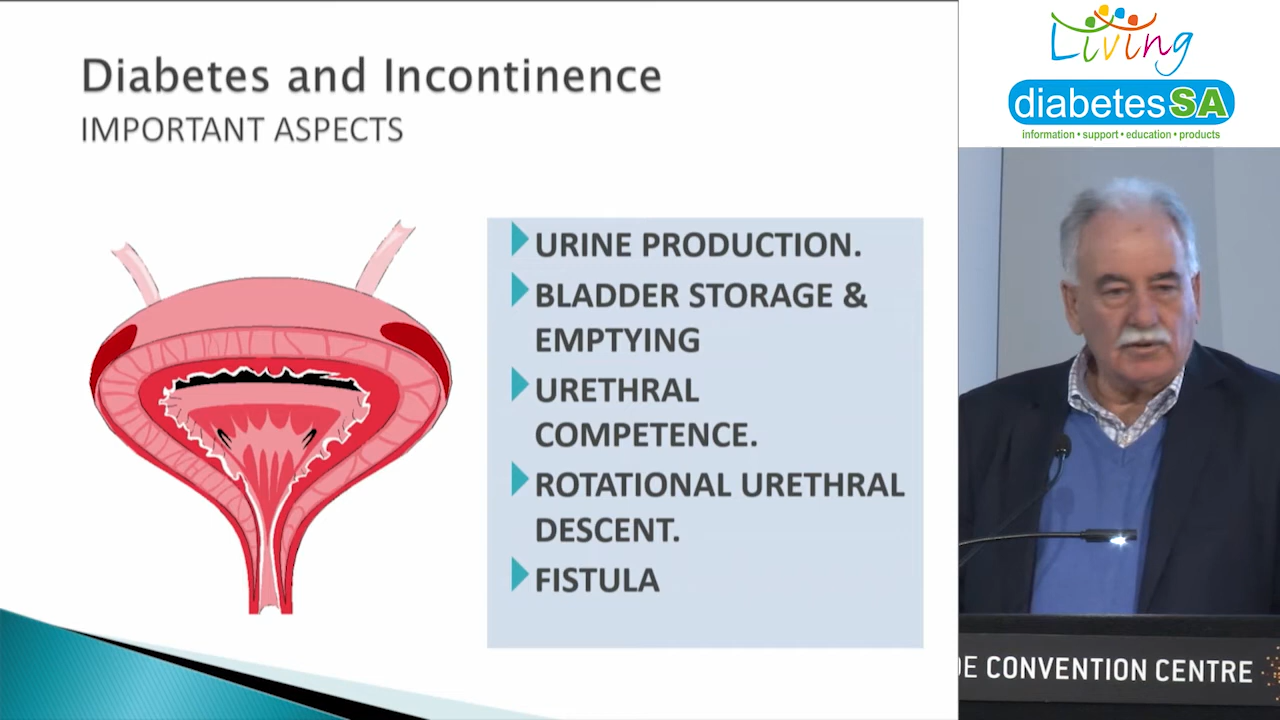 Diabetes and Incontinence
IMPORTANT ASPECTS
URINE PRODUCTION.
BLADDER STORAGE &
EMPTYING
URETHRAL
COMPETENCE.
ROTATIONAL URETHRAL
DESCENT.
FISTULA
Living
diabetesSA
information • support • education • products
DE CONVENTION CENTRE